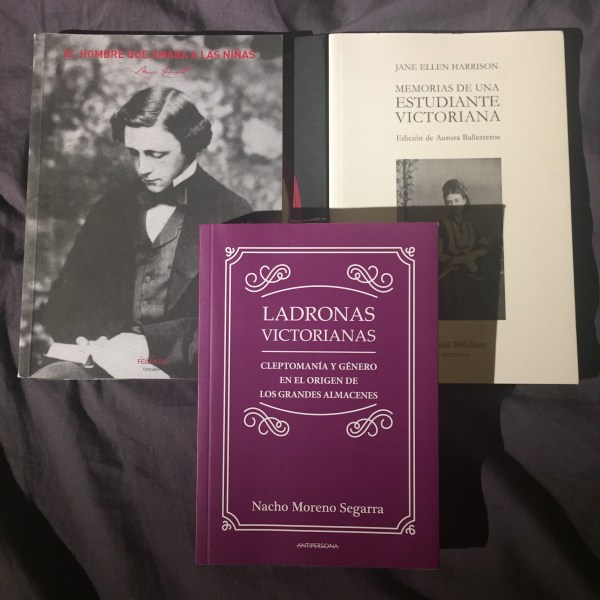 EL HOMBRE QUE AMABA A LAS NIÑAS
JANE ELLEN HARRISON
MEMORIAS DE UNA
ESTUDIANTE
VICTORIANA
Edición de Aurora Ballesteros
LADRONAS
VICTORIANAS
CLEPTOMANÍA Y GÉNERO
EN EL ORIGEN DE
LOS GRANDES ALMACENES
Nacho Moreno Segarra
ANTIPERSONA